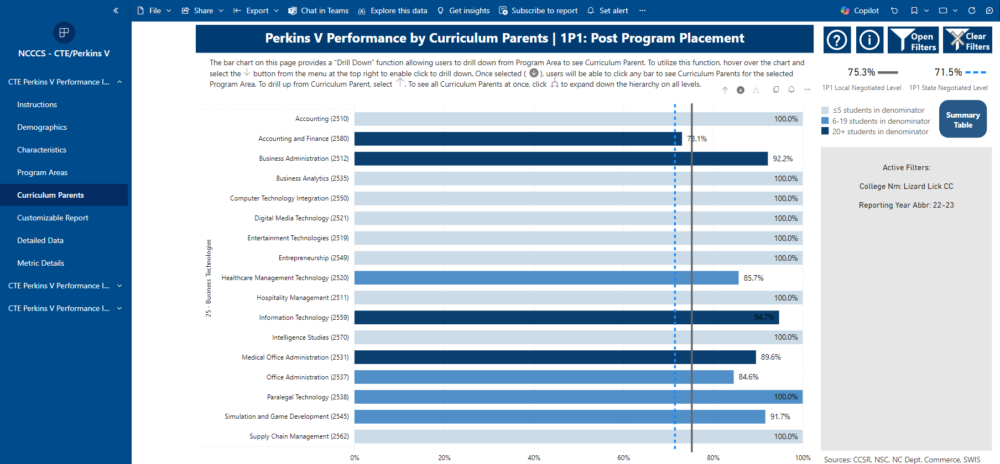 File
Share
Export
Chat in Teams
Explore this data
Get insights
Subscribe to report
Set alert
Copilot
NCCCS - CTE/Perkins V
CTE Perkins V Performance I...
Instructions
Demographics
Characteristics
Program Areas
Curriculum Parents
Customizable Report
Detailed Data
Metric Details
CTE Perkins V Performance I...
CTE Perkins V Performance I...
Perkins V Performance by Curriculum Parents | 1P1: Post Program Placement
The bar chart on this page provides a “Drill Down” function allowing users to drill down from Program Area to see Curriculum Parent. To utilize this function, hover over the chart and
select the button from the menu at the top right to enable click to drill down. Once selected ( ), users will be able to click any bar to see Curriculum Parents for the selected
Program Area. To drill up from Curriculum Parent, select . To see all Curriculum Parents at once, click to expand down the hierarchy on all levels.
Open
Filters
Clear
Filters
75.3%
1P1 Local Negotiated Level
71.5%
1P1 State Negotiated Level
≤5 students in denominator
6-19 students in denominator
20+ students in denominator
Summary
Table
Active Filters:
College Nm: Lizard Lick CC
Reporting Year Abbr: 22-23
25 - Business Technologies
Accounting (2510) 100.0%
Accounting and Finance (2580) 73.1%
Business Administration (2512) 92.2%
Business Analytics (2535) 100.0%
Computer Technology Integration (2550) 100.0%
Digital Media Technology (2521) 100.0%
Entertainment Technologies (2519) 100.0%
Entrepreneurship (2549) 100.0%
Healthcare Management Technology (2520) 85.7%
Hospitality Management (2511) 100.0%
Information Technology (2559) 94.7%
Intelligence Studies (2570) 100.0%
Medical Office Administration (2531) 89.6%
Office Administration (2537) 84.6%
Paralegal Technology (2538) 100.0%
Simulation and Game Development (2545) 91.7%
Supply Chain Management (2562) 100.0%
0% 20% 40% 60% 80% 100%
Sources: CCSR, NSC, NC Dept. Commerce, SWIS